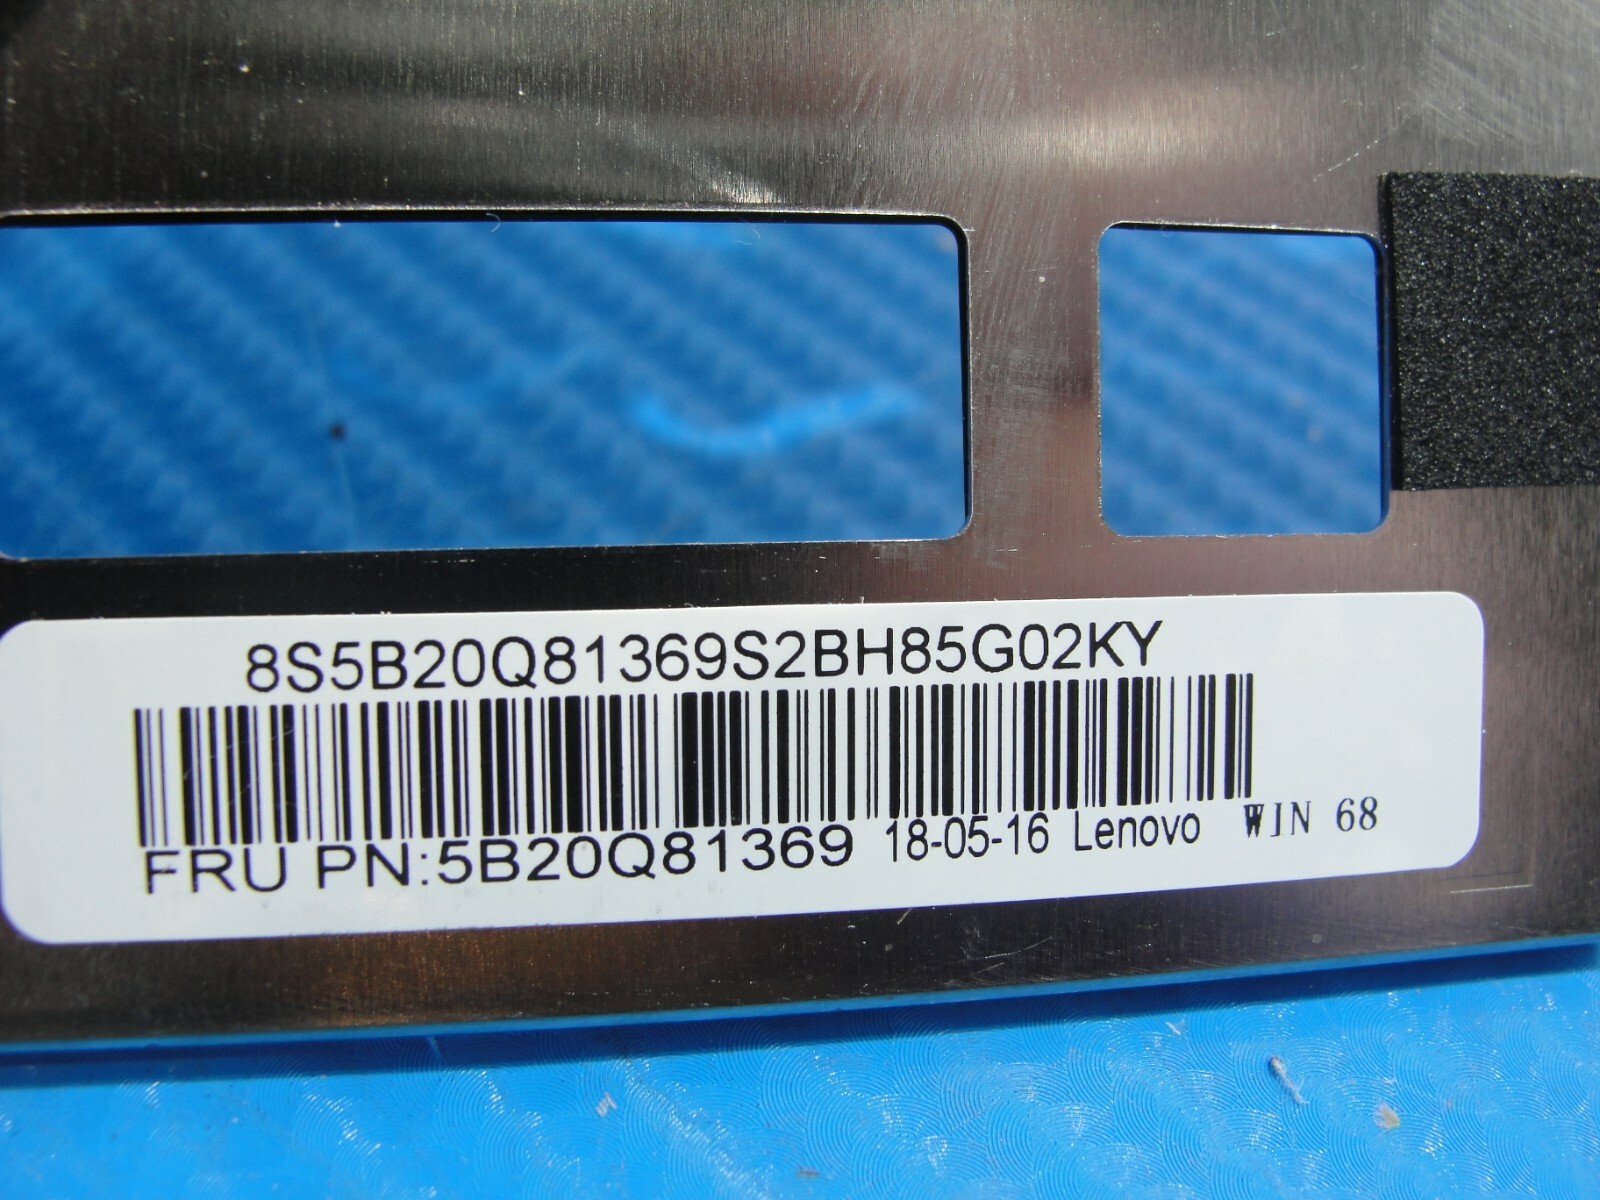 8S5B20Q81369S2BH85G02KY
FRU PN:5B20Q81369 18-05-16 Lenovo WIN 68